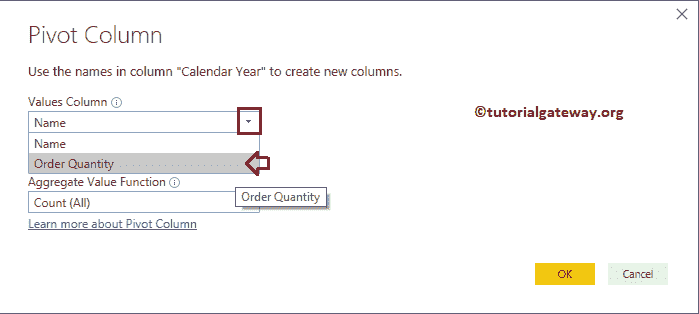 Pivot Column
Use the names in column "Calendar Year" to create new columns.
Values Column
©tutorialgateway.org
Name
Name
Order Quantity
Aggregate Value Function
Order Quantity
Count (All)
Learn more about Pivot Column
OK
Cancel